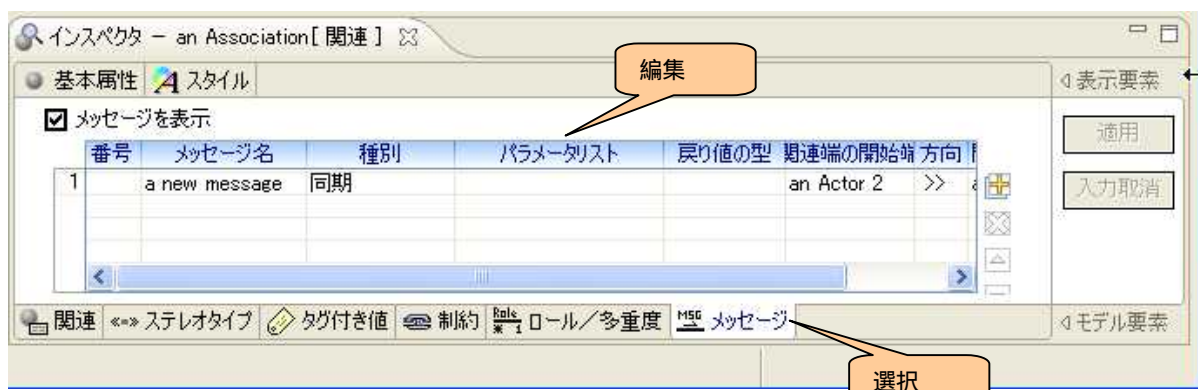 インスペクタ - an Association[ 関連 ]
編集
基本属性 スタイル
表示要素
メッセージを表示
適用
番号 メッセージ名 種別 パラメータリスト 戻り値の型 関連端の開始端 方向
1 a new message 同期 an Actor 2 >>
入力取消
関連 «=» ステレオタイプ タグ付き値 制約 Role * 1 ロール／多重度 MSG メッセージ
モデル要素
選択